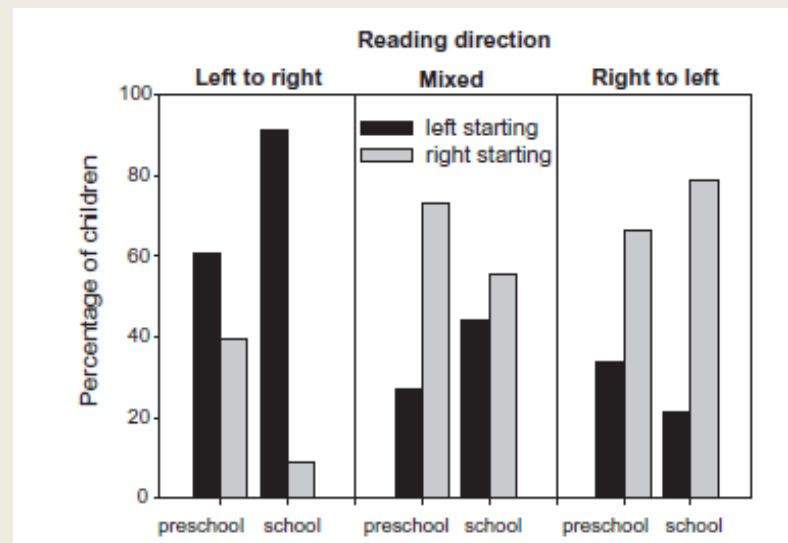 Reading direction
Left to right Mixed Right to left
100
80
60
40
20
0
Percentage of children
left starting
right starting
preschool school preschool school preschool school